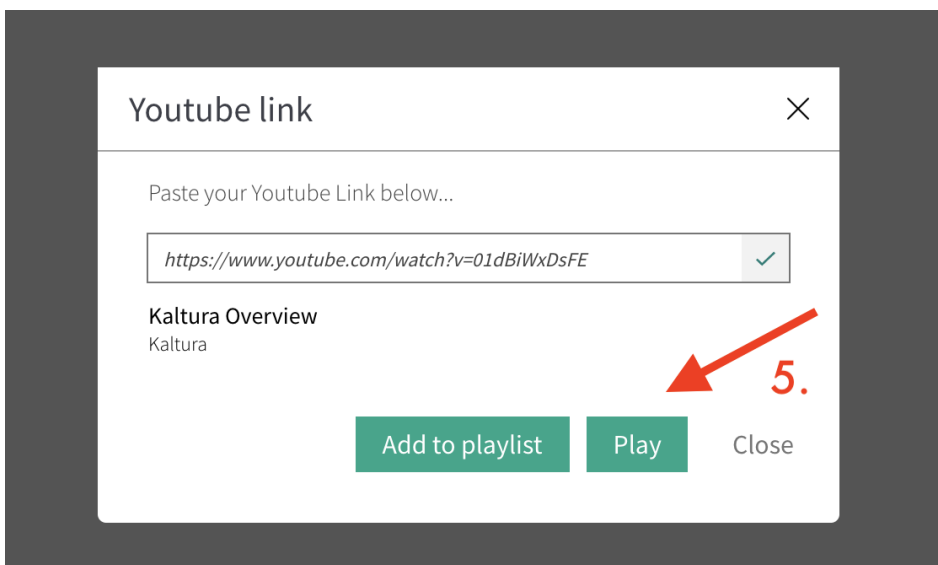 Youtube link
Paste your Youtube Link below...
https://www.youtube.com/watch?v=01dBiWxDsFE
Kaltura Overview
Kaltura
5.
Add to playlist Play Close